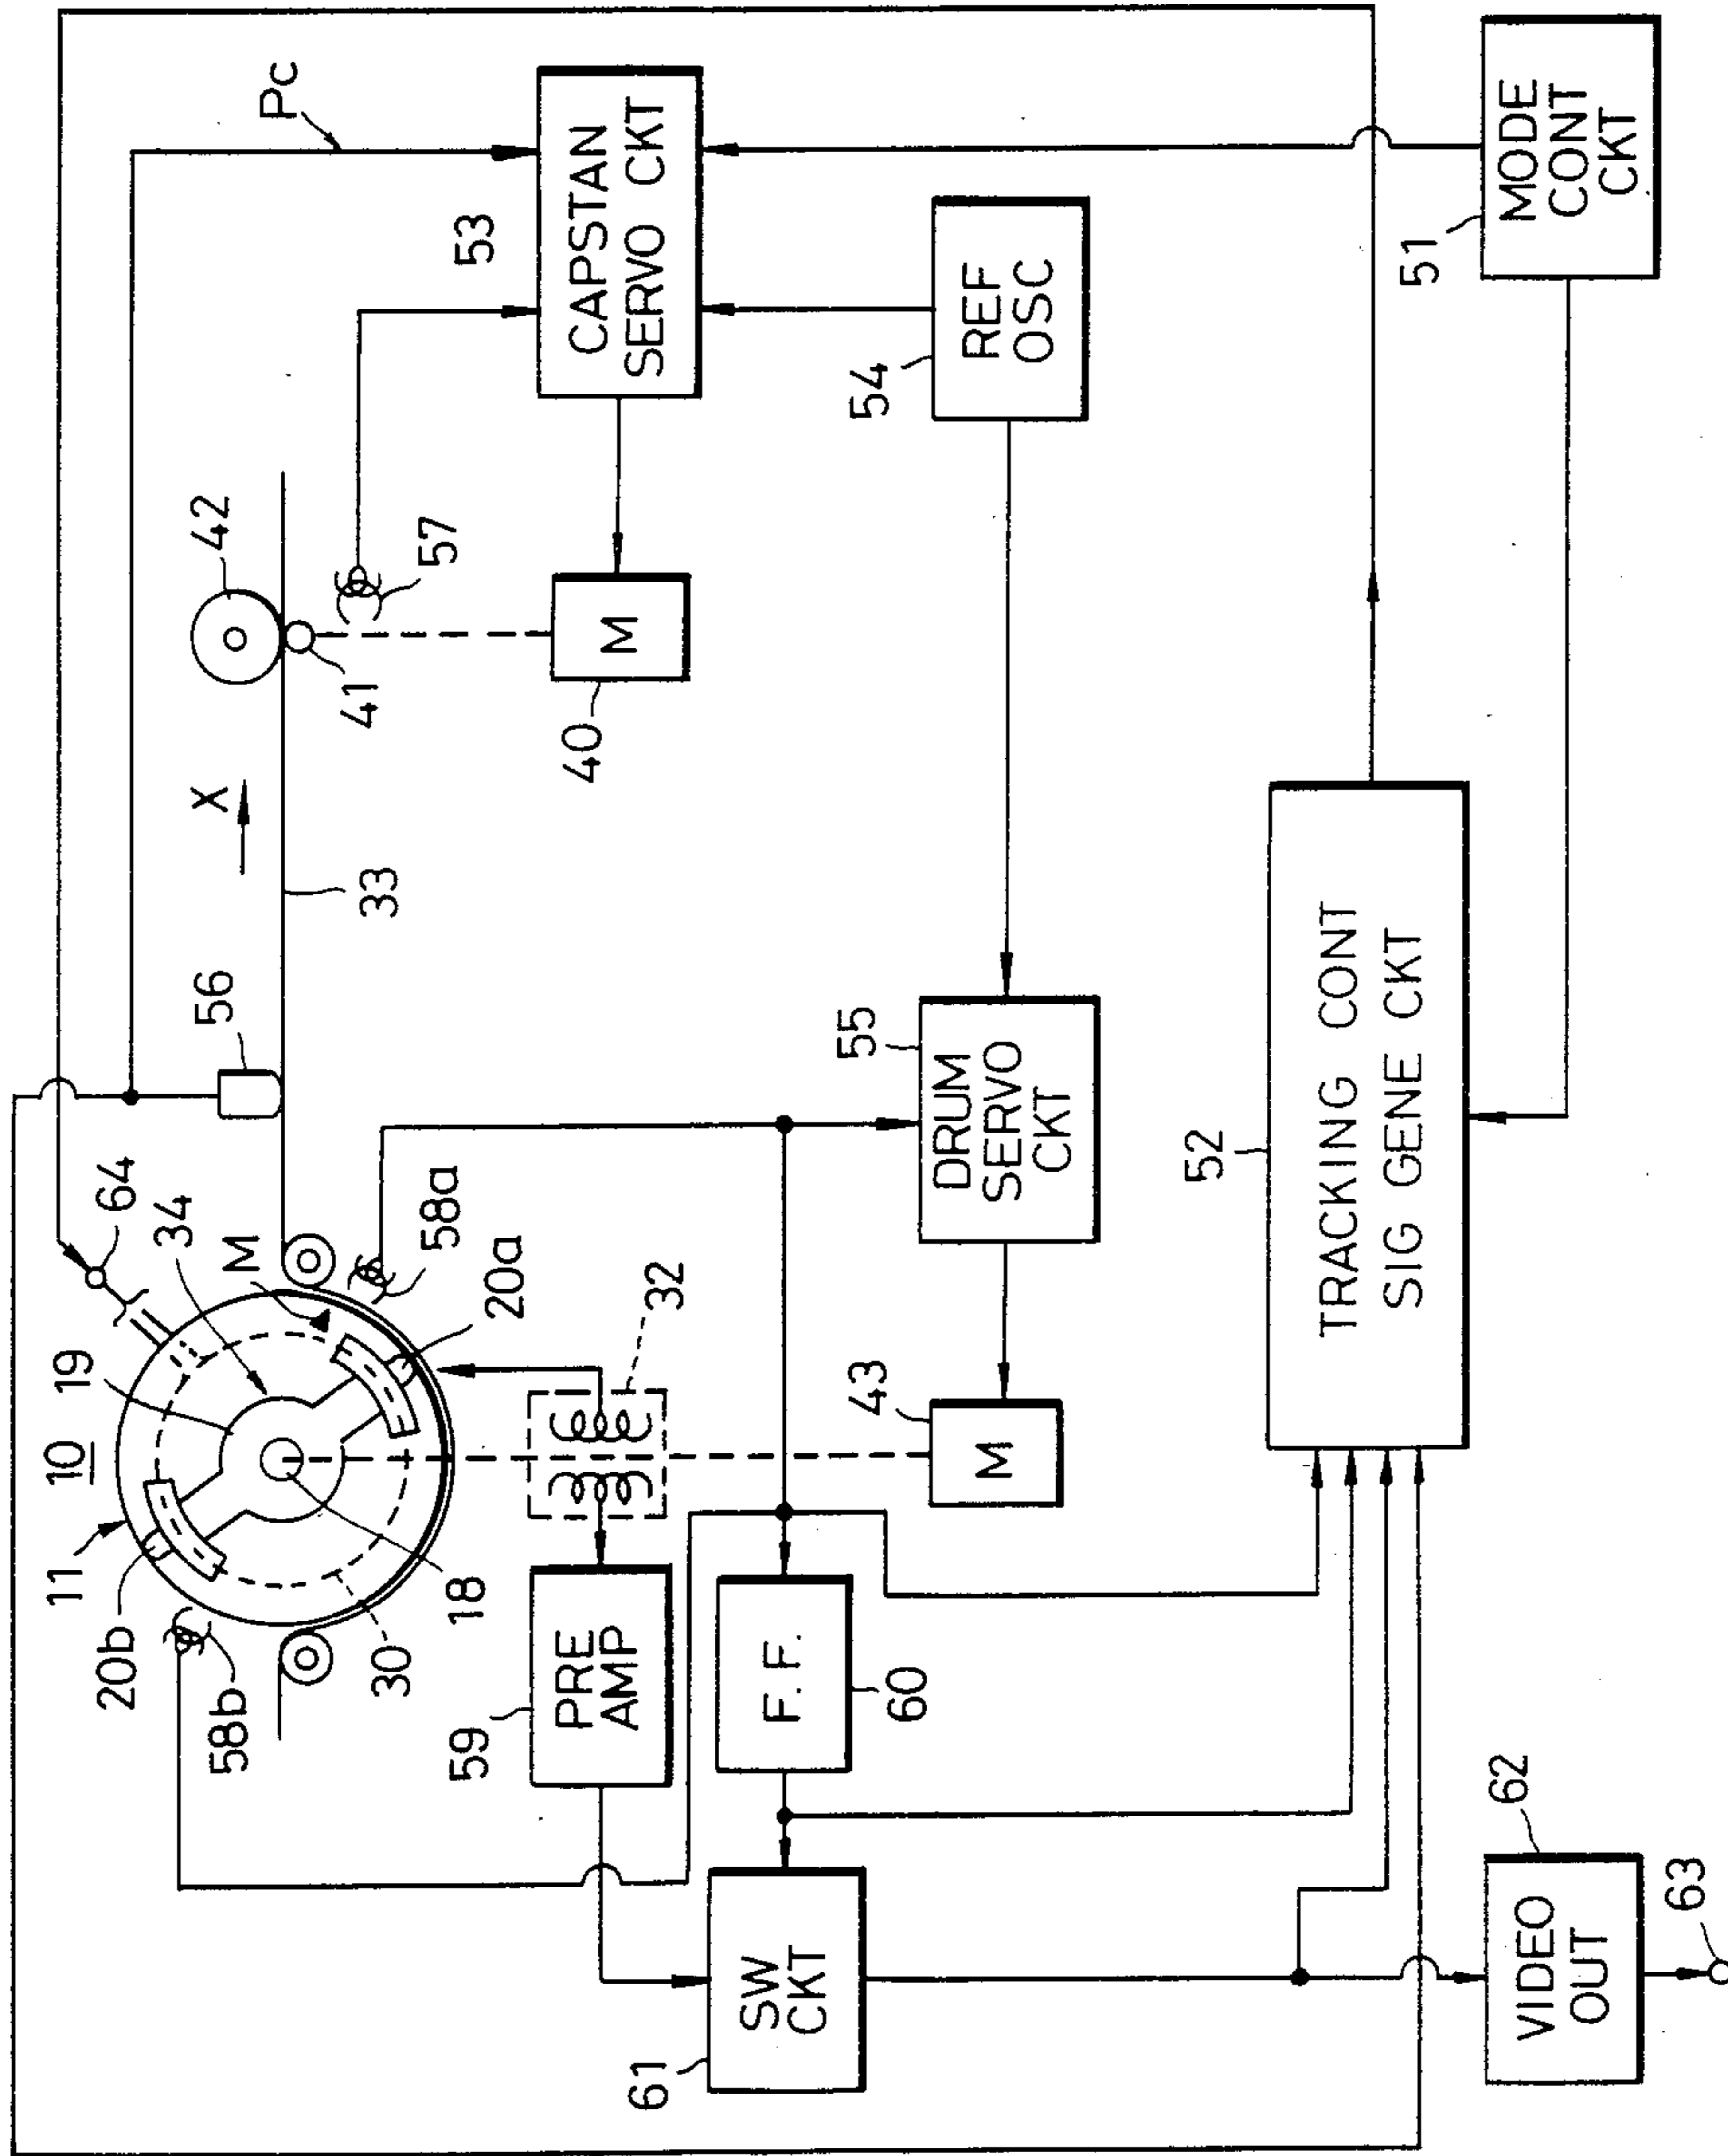 10
11
20b
58b
19
34
64
M
58a
20a
32
18
30
56
33
X
42
41
57
40
M
Pc
53
CAPSTAN
SERVO CKT
54
REF
OSC
55
DRUM
SERVO
CKT
43
M
59
PRE
AMP
60
F.F.
61
SW
CKT
52
TRACKING CONT
SIG GENE CKT
51
MODE
CONT
CKT
62
VIDEO
OUT
63